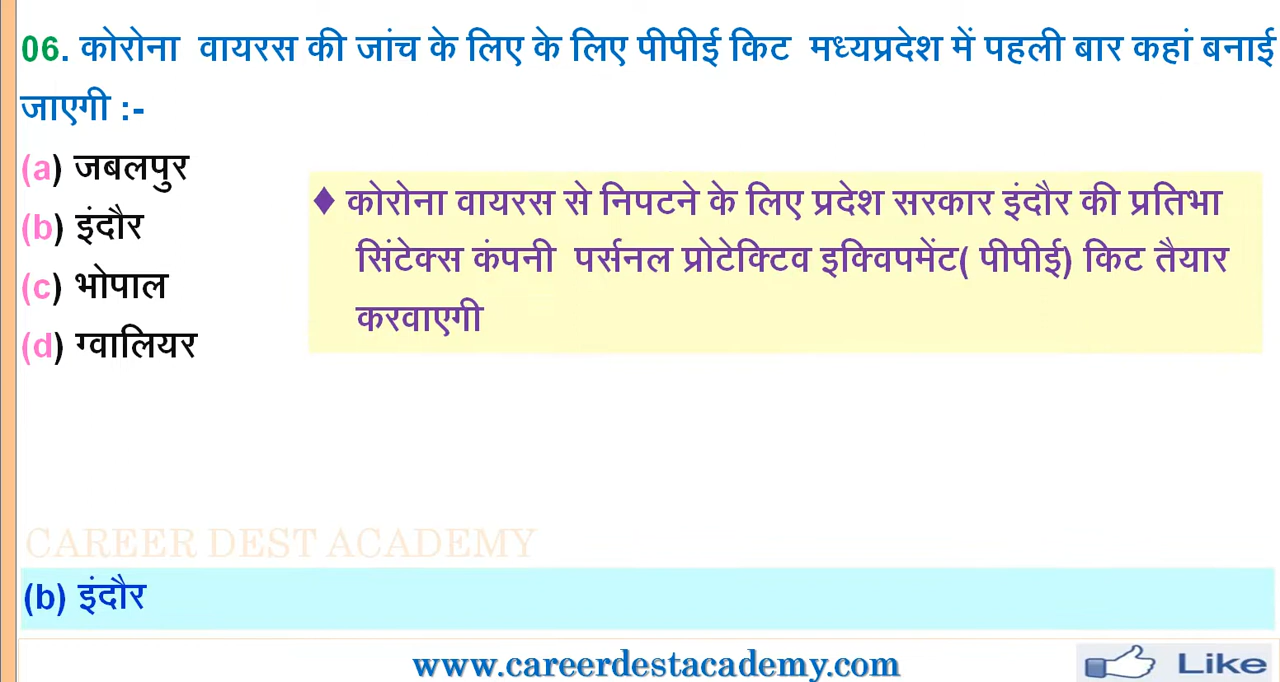 06. कोरोना वायरस की जांच के लिए के लिए पीपीई किट मध्यप्रदेश में पहली बार कहां बनाई
जाएगी :-
(a) जबलपुर
(b) इंदौर
(c) भोपाल
(d) ग्वालियर
♦ कोरोना वायरस से निपटने के लिए प्रदेश सरकार इंदौर की प्रतिभा
सिंटेक्स कंपनी पर्सनल प्रोटेक्टिव इक्विपमेंट( पीपीई) किट तैयार
करवाएगी
CAREER DEST ACADEMY
(b) इंदौर
www.careerdestacademy.com
Like